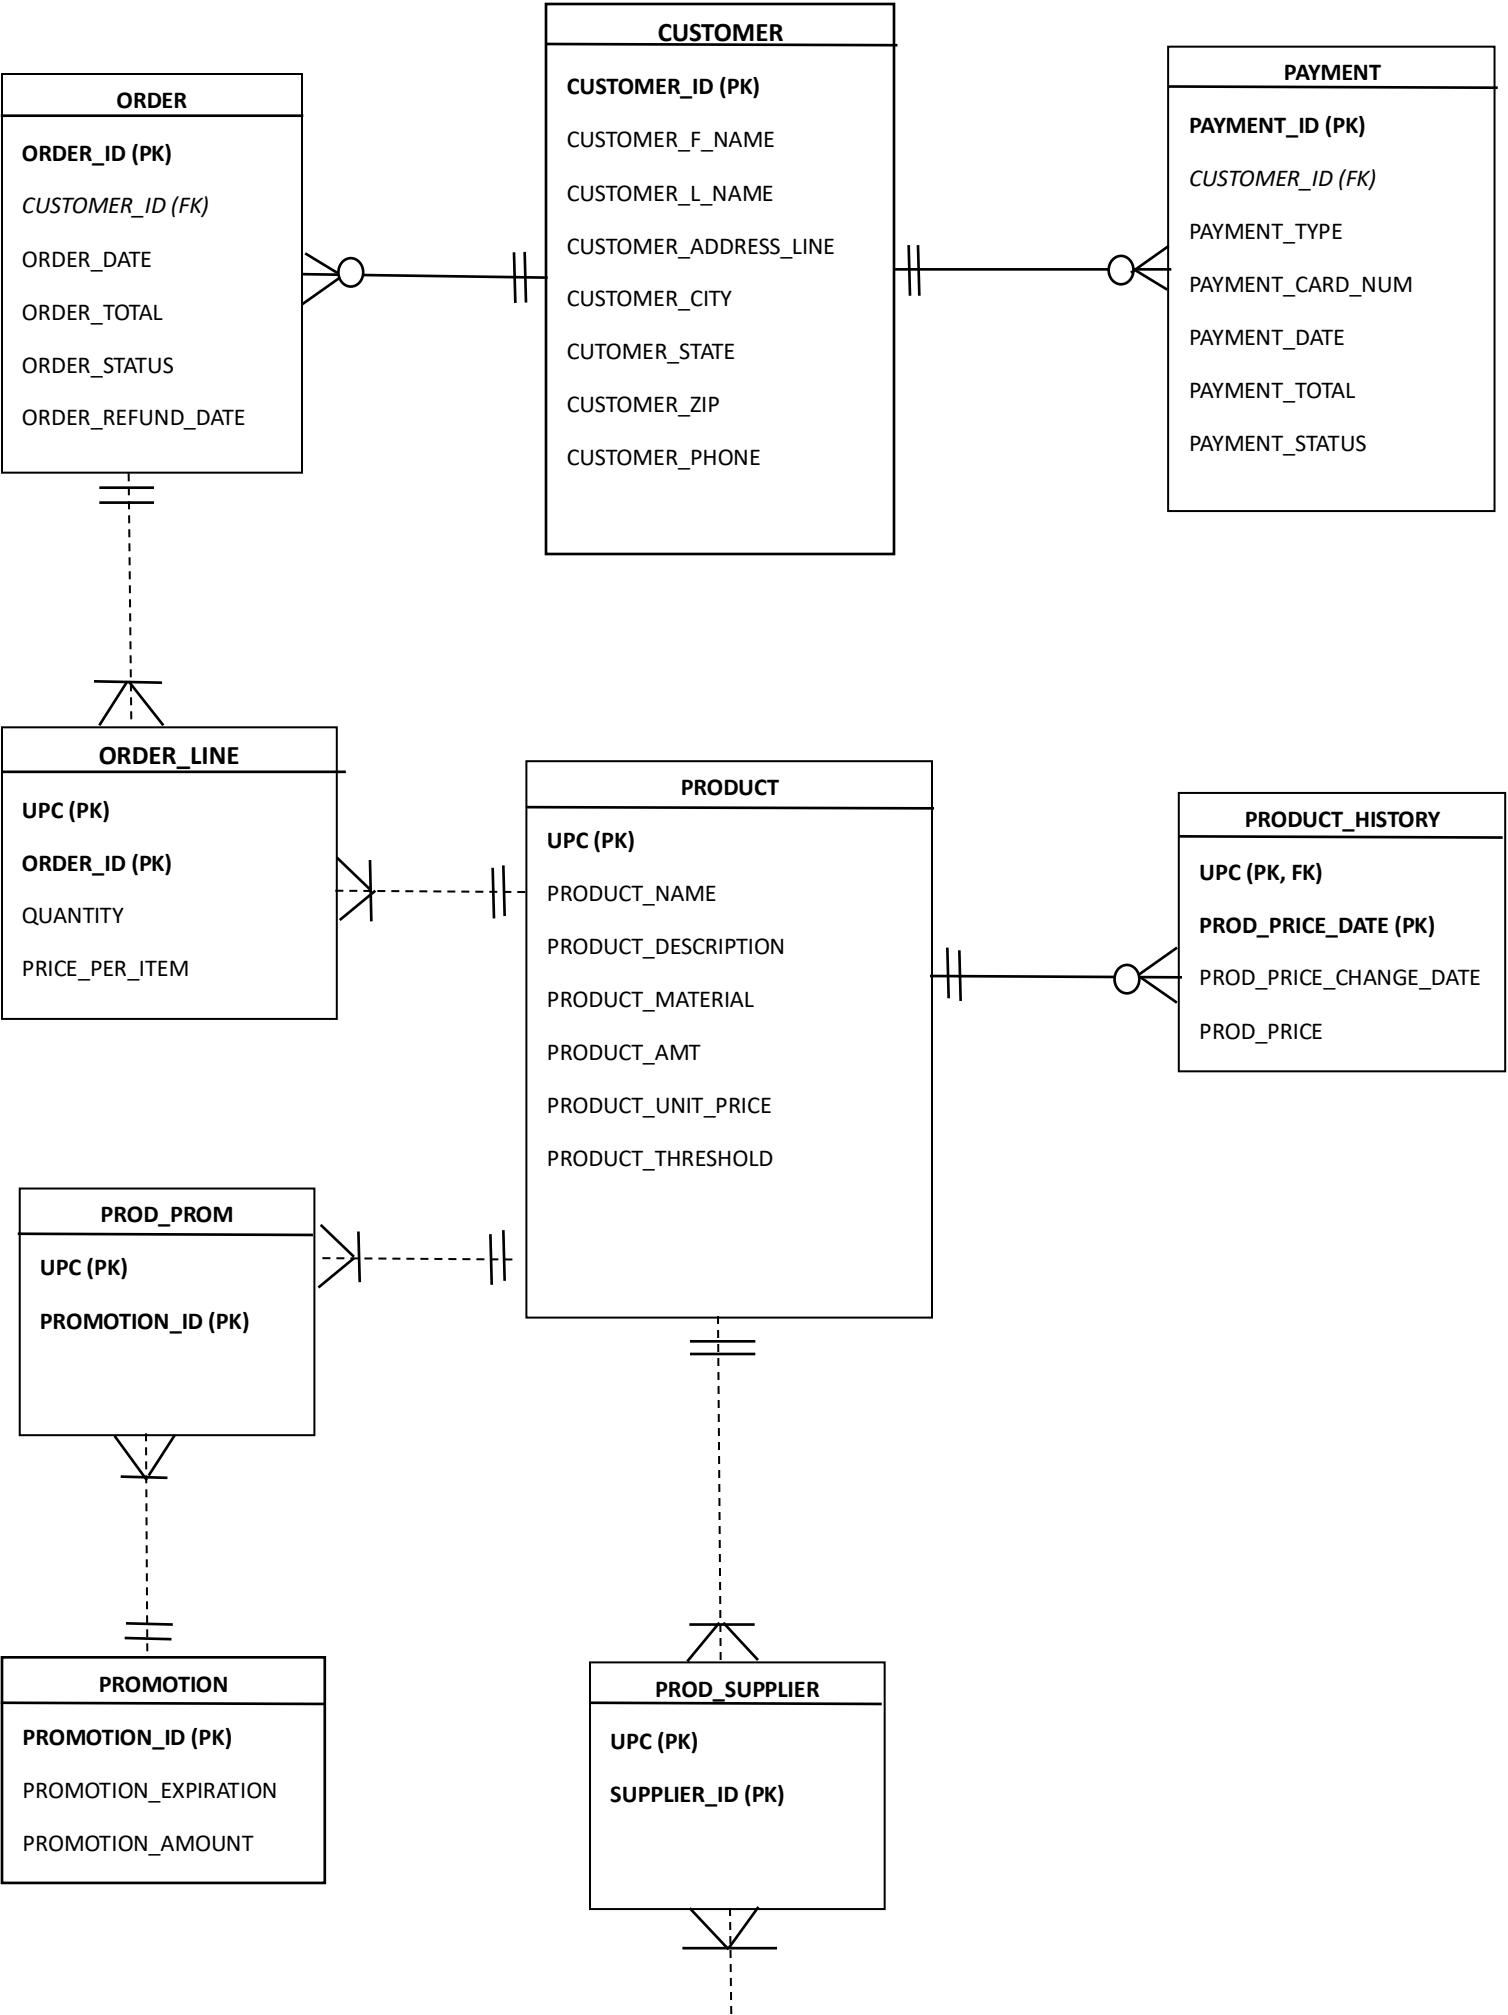 CUSTOMER
CUSTOMER_ID (PK)
CUSTOMER_F_NAME
CUSTOMER_L_NAME
CUSTOMER_ADDRESS_LINE
CUSTOMER_CITY
CUTOMER_STATE
CUSTOMER_ZIP
CUSTOMER_PHONE
PAYMENT
PAYMENT_ID (PK)
CUSTOMER_ID (FK)
PAYMENT_TYPE
PAYMENT_CARD_NUM
PAYMENT_DATE
PAYMENT_TOTAL
PAYMENT_STATUS
ORDER
ORDER_ID (PK)
CUSTOMER_ID (FK)
ORDER_DATE
ORDER_TOTAL
ORDER_STATUS
ORDER_REFUND_DATE
ORDER_LINE
UPC (PK)
ORDER_ID (PK)
QUANTITY
PRICE_PER_ITEM
PRODUCT
UPC (PK)
PRODUCT_NAME
PRODUCT_DESCRIPTION
PRODUCT_MATERIAL
PRODUCT_AMT
PRODUCT_UNIT_PRICE
PRODUCT_THRESHOLD
PRODUCT_HISTORY
UPC (PK, FK)
PROD_PRICE_DATE (PK)
PROD_PRICE_CHANGE_DATE
PROD_PRICE
PROD_PROM
UPC (PK)
PROMOTION_ID (PK)
PROMOTION
PROMOTION_ID (PK)
PROMOTION_EXPIRATION
PROMOTION_AMOUNT
PROD_SUPPLIER
UPC (PK)
SUPPLIER_ID (PK)